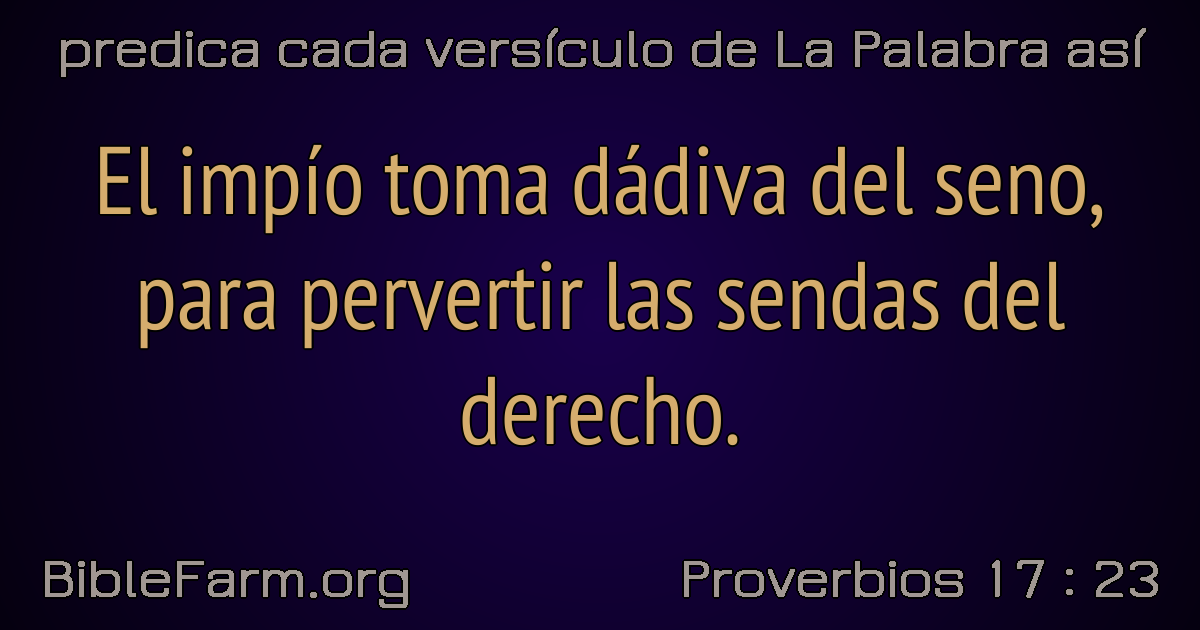 predica cada versículo de La Palabra así
El impío toma dádiva del seno,
para pervertir las sendas del
derecho.
BibleFarm.org
Proverbios 17 : 23